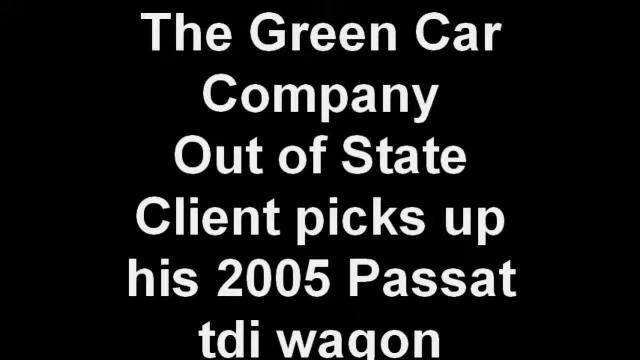 The Green Car
Company
Out of State
Client picks up
his 2005 Passat
tdi wagon